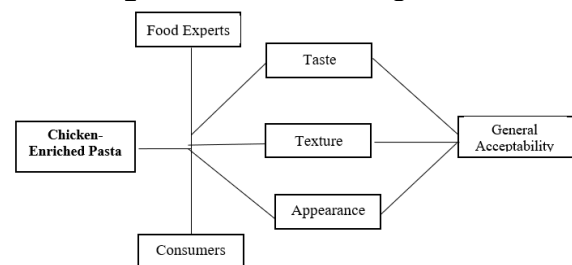 Food Experts
Taste
Chicken-
Enriched Pasta
Texture
General
Acceptability
Appearance
Consumers